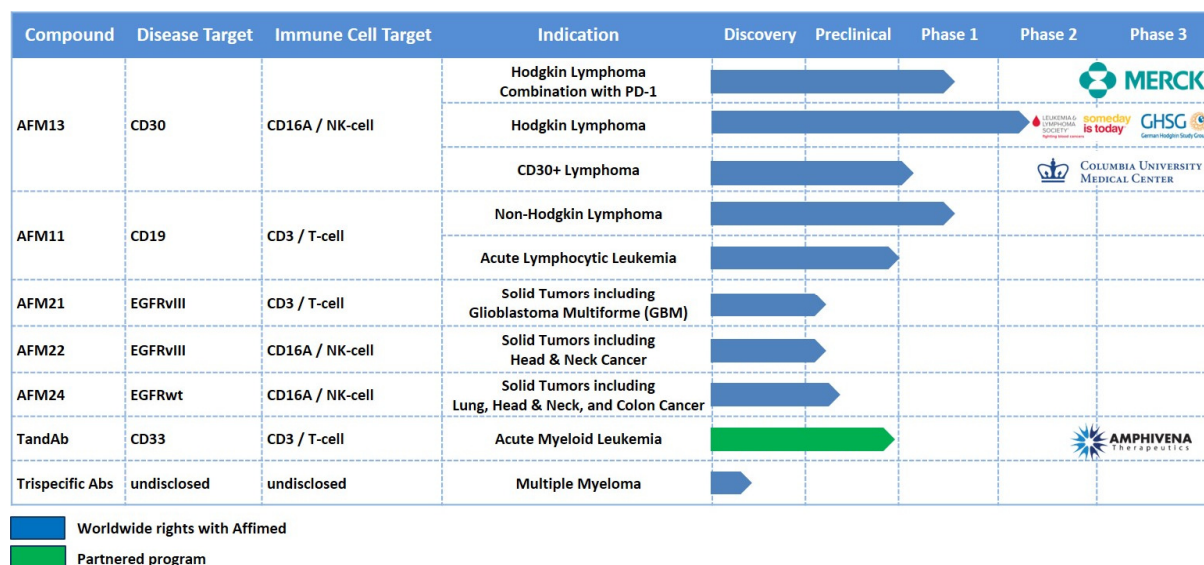 Compound Disease Target Immune Cell Target Indication Discovery Preclinical Phase 1 Phase 2 Phase 3
AFM13 CD30 CD16A / NK-cell
Hodgkin Lymphoma
Combination with PD-1
MERCK
Hodgkin Lymphoma
LEUKEMIA &
LYMPHOMA
SOCIETY
fighting blood cancers
someday
is today
GHSG
German Hodgkin Study Group
CD30+ Lymphoma
COLUMBIA UNIVERSITY
MEDICAL CENTER
AFM11 CD19 CD3 / T-cell
Non-Hodgkin Lymphoma
Acute Lymphocytic Leukemia
AFM21 EGFRvIII CD3 / T-cell
Solid Tumors including
Glioblastoma Multiforme (GBM)
AFM22 EGFRvIII CD16A / NK-cell
Solid Tumors including
Head & Neck Cancer
AFM24 EGFRwt CD16A / NK-cell
Solid Tumors including
Lung, Head & Neck, and Colon Cancer
TandAb CD33 CD3 / T-cell Acute Myeloid Leukemia
AMPHIVENA
Therapeutics
Trispecific Abs undisclosed undisclosed Multiple Myeloma
Worldwide rights with Affimed
Partnered program